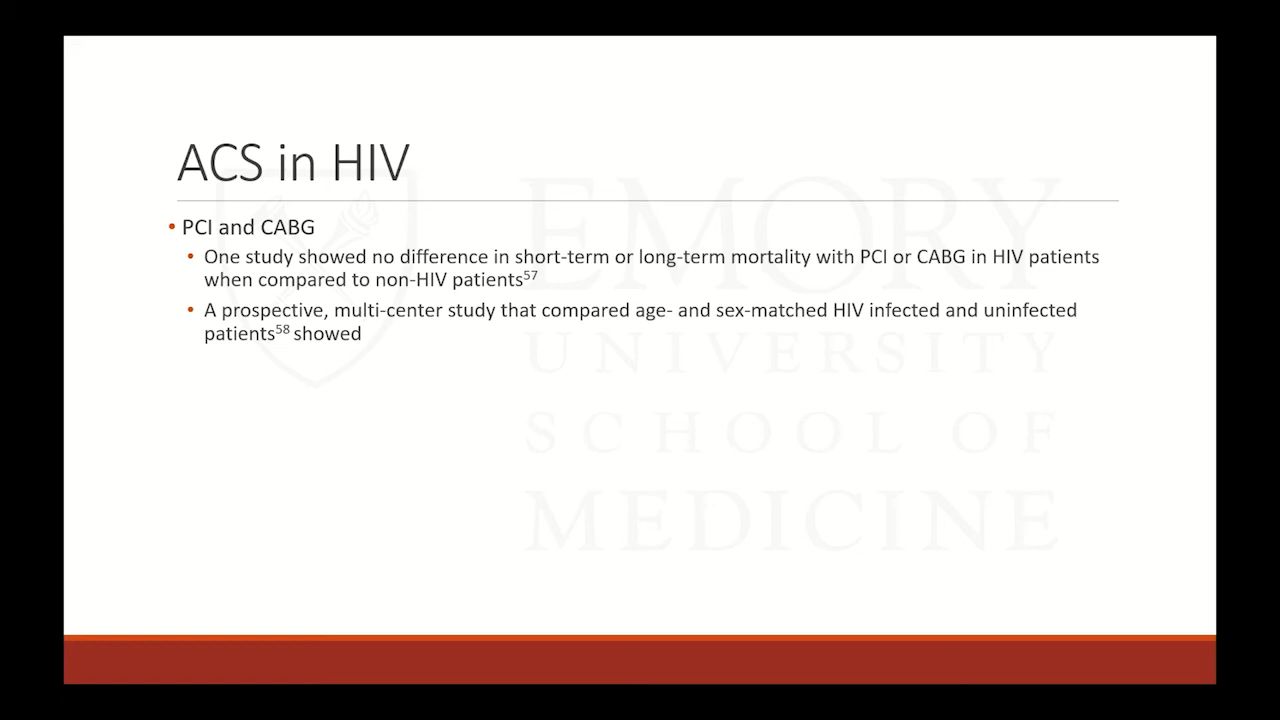 ACS in HIV
• PCI and CABG
• One study showed no difference in short-term or long-term mortality with PCI or CABG in HIV patients
when compared to non-HIV patients⁵⁷
• A prospective, multi-center study that compared age- and sex-matched HIV infected and uninfected
patients⁵⁸ showed
EMORY
UNIVERSITY
SCHOOL OF
MEDICINE